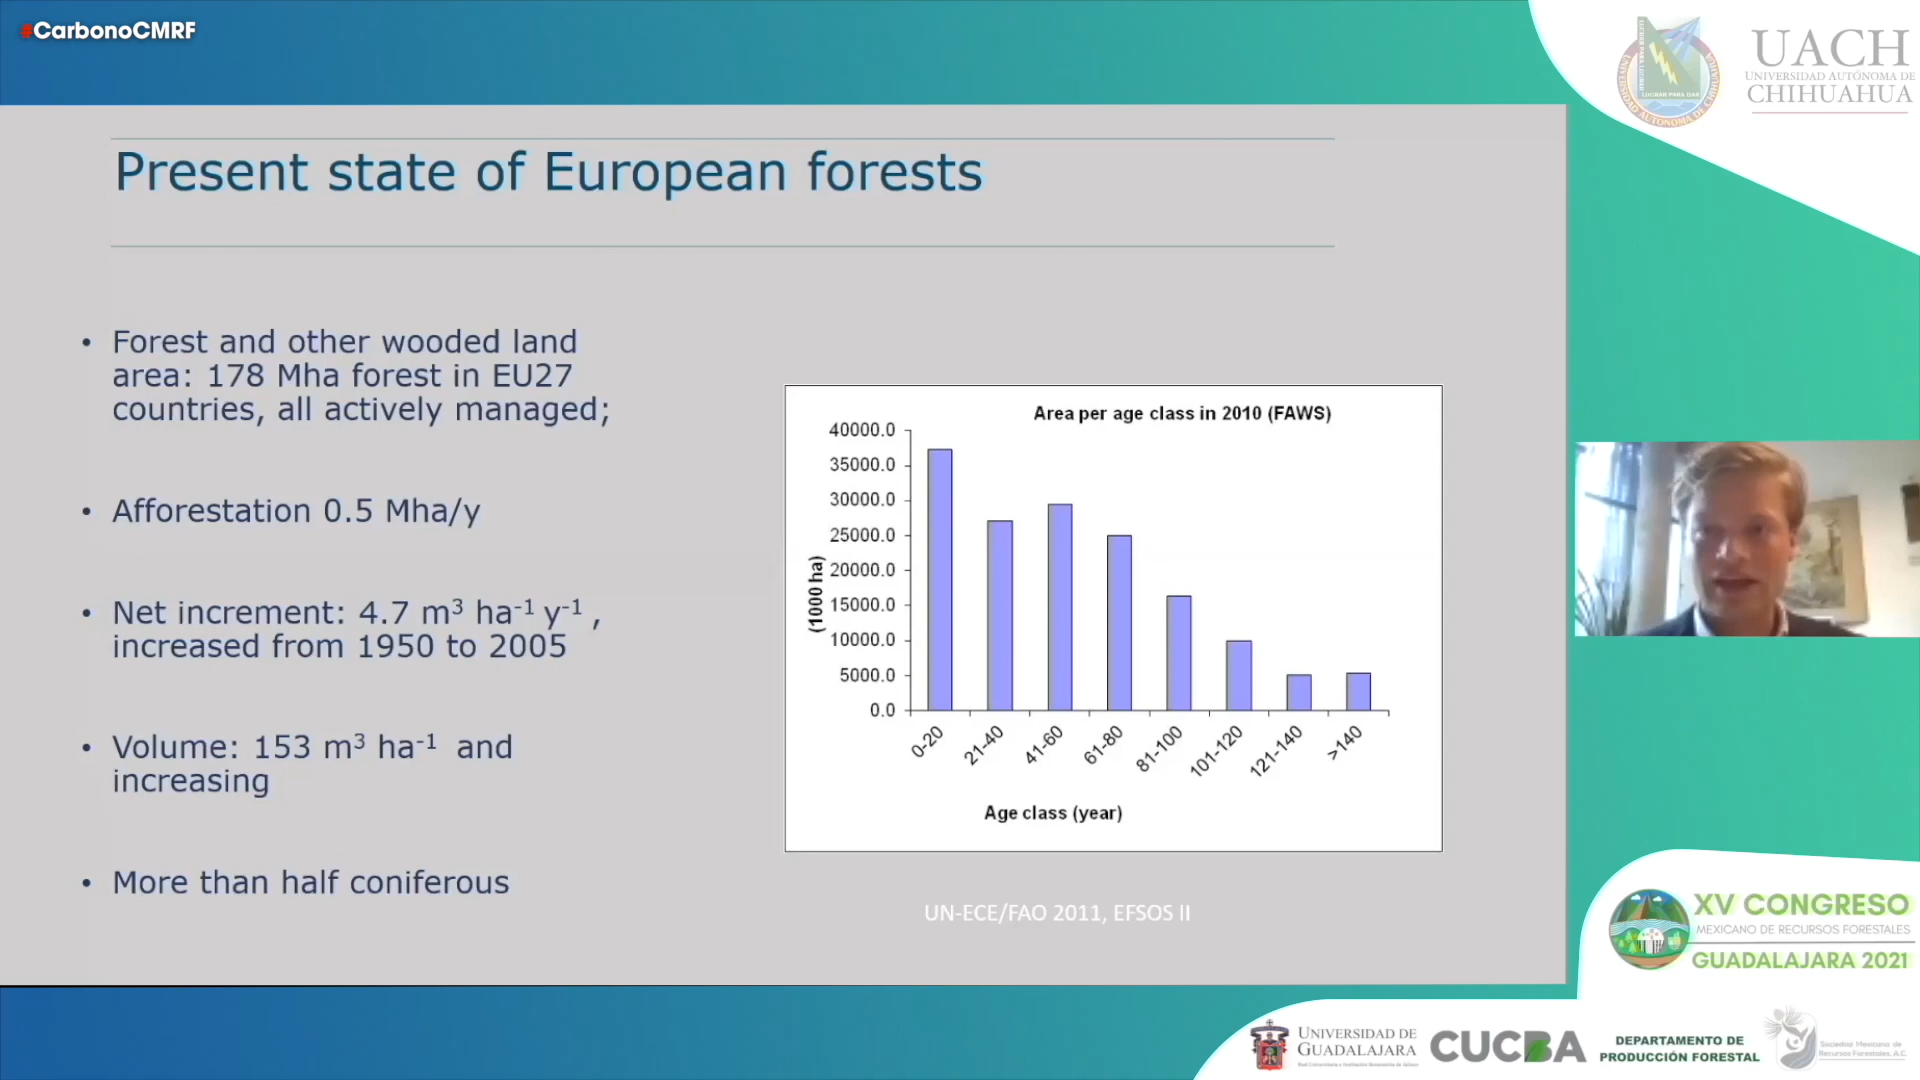 #CarbonoCMRF
UACH
UNIVERSIDAD AUTÓNOMA DE
CHIHUAHUA
Present state of European forests
• Forest and other wooded land
area: 178 Mha forest in EU27
countries, all actively managed;
• Afforestation 0.5 Mha/y
• Net increment: 4.7 m³ ha⁻¹ y⁻¹ ,
increased from 1950 to 2005
• Volume: 153 m³ ha⁻¹ and
increasing
• More than half coniferous
Area per age class in 2010 (FAWS)
(1000 ha)
40000.0
35000.0
30000.0
25000.0
20000.0
15000.0
10000.0
5000.0
0.0
0-20
21-40
41-60
61-80
81-100
101-120
121-140
>140
Age class (year)
UN-ECE/FAO 2011, EFSOS II
XV CONGRESO
MEXICANO DE RECURSOS FORESTALES
GUADALAJARA 2021
UNIVERSIDAD DE
GUADALAJARA
CUCBA
DEPARTAMENTO DE
PRODUCCIÓN FORESTAL
Sociedad Mexicana de
Recursos Forestales, A.C.